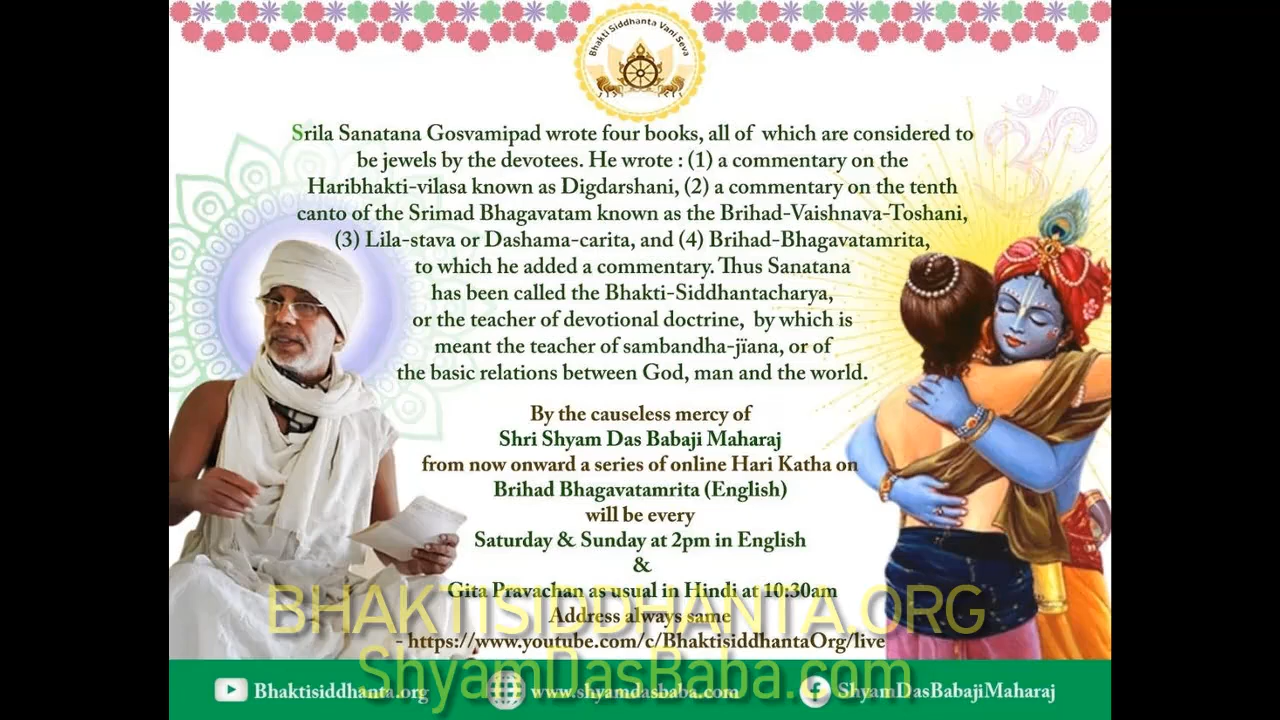 Bhakti Siddhanta Vani Seva
Srila Sanatana Gosvamipad wrote four books, all of which are considered to
be jewels by the devotees. He wrote : (1) a commentary on the
Haribhakti-vilasa known as Digdarshani, (2) a commentary on the tenth
canto of the Srimad Bhagavatam known as the Brihad-Vaishnava-Toshani,
(3) Lila-stava or Dashama-carita, and (4) Brihad-Bhagavatamrita,
to which he added a commentary. Thus Sanatana
has been called the Bhakti-Siddhantacharya,
or the teacher of devotional doctrine, by which is
meant the teacher of sambandha-jïana, or of
the basic relations between God, man and the world.
By the causeless mercy of
Shri Shyam Das Babaji Maharaj
from now onward a series of online Hari Katha on
Brihad Bhagavatamrita (English)
will be every
Saturday & Sunday at 2pm in English
&
Gita Pravachan as usual in Hindi at 10:30am
BHAKTISIDDHANTA.ORG
Address always same
- https://www.youtube.com/c/BhaktisiddhantaOrg/live
ShyamDasBaba.com
Bhaktisiddhanta.org www.shyamdasbaba.com ShyamDasBabajiMaharaj
ॐ